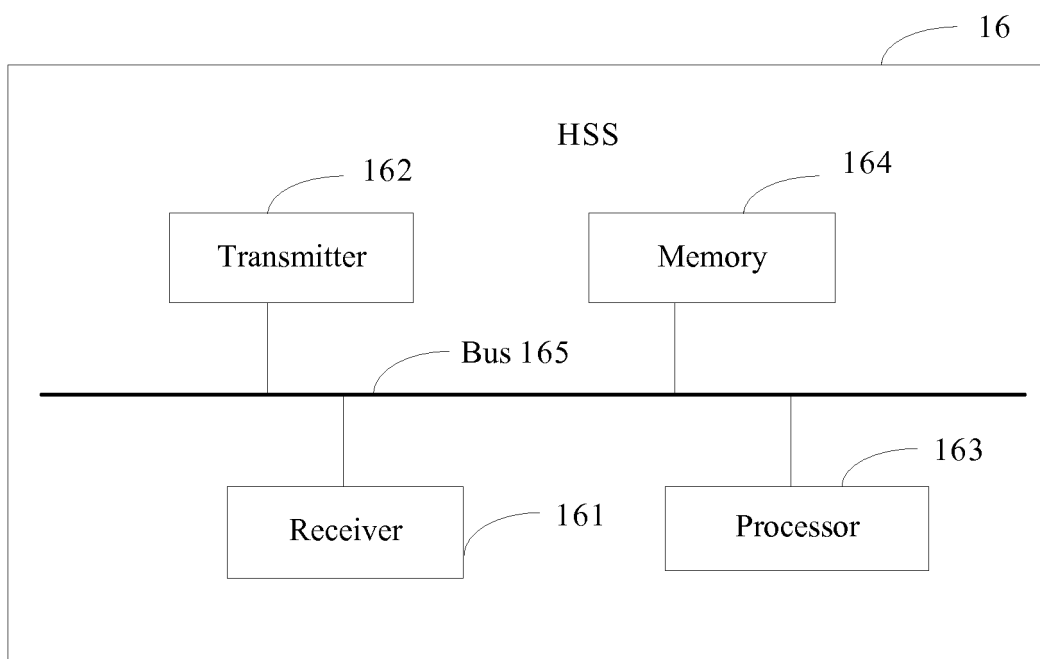 16
HSS
162
164
Transmitter
Memory
Bus 165
163
161
Receiver
Processor